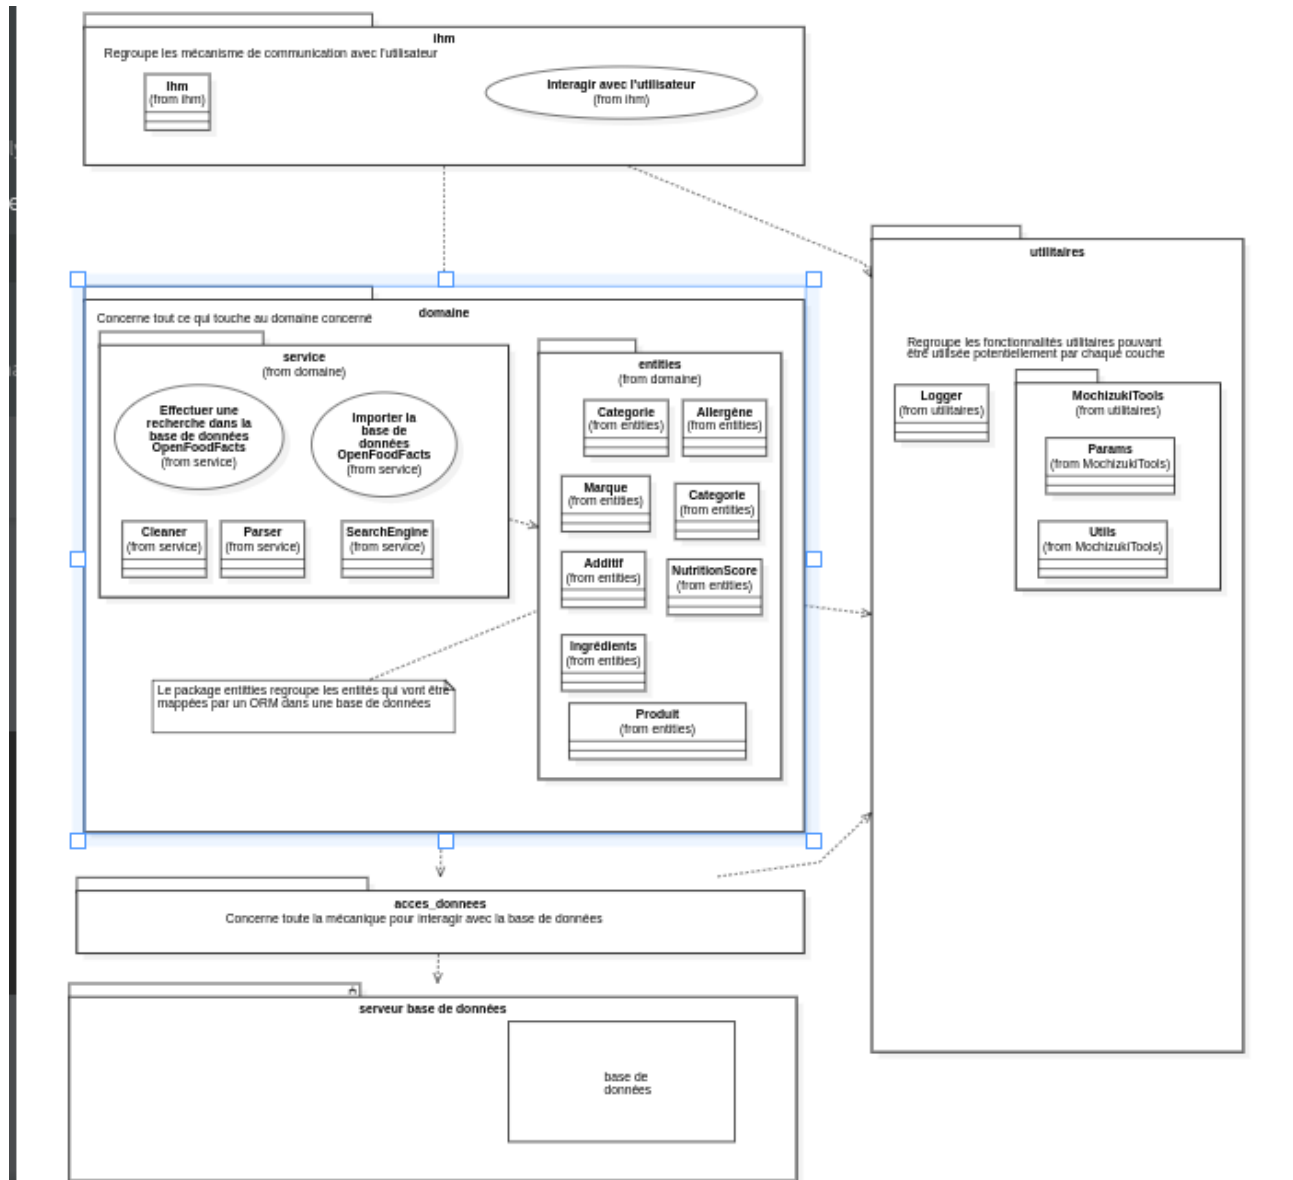 ihm
Regroupe les mécanisme de communication avec l'utilisateur
Ihm
(from ihm)
Interagir avec l'utilisateur
(from ihm)
utilitaires
Regroupe les fonctionnalités utilitaires pouvant
être utilisée potentiellement par chaque couche
Logger
(from utilitaires)
MochizukiTools
(from utilitaires)
Params
(from MochizukiTools)
Utils
(from MochizukiTools)
domaine
Concerne tout ce qui touche au domaine concerné
service
(from domaine)
Effectuer une
recherche dans la
base de données
OpenFoodFacts
(from service)
Importer la
base de
données
OpenFoodFacts
(from service)
Cleaner
(from service)
Parser
(from service)
SearchEngine
(from service)
entities
(from domaine)
Categorie
(from entities)
Allergène
(from entities)
Marque
(from entities)
Categorie
(from entities)
Additif
(from entities)
NutritionScore
(from entities)
Ingrédients
(from entities)
Produit
(from entities)
Le package entitties regroupe les entités qui vont être
mappées par un ORM dans une base de données
acces_donnees
Concerne toute la mécanique pour interagir avec la base de données
serveur base de données
base de
données